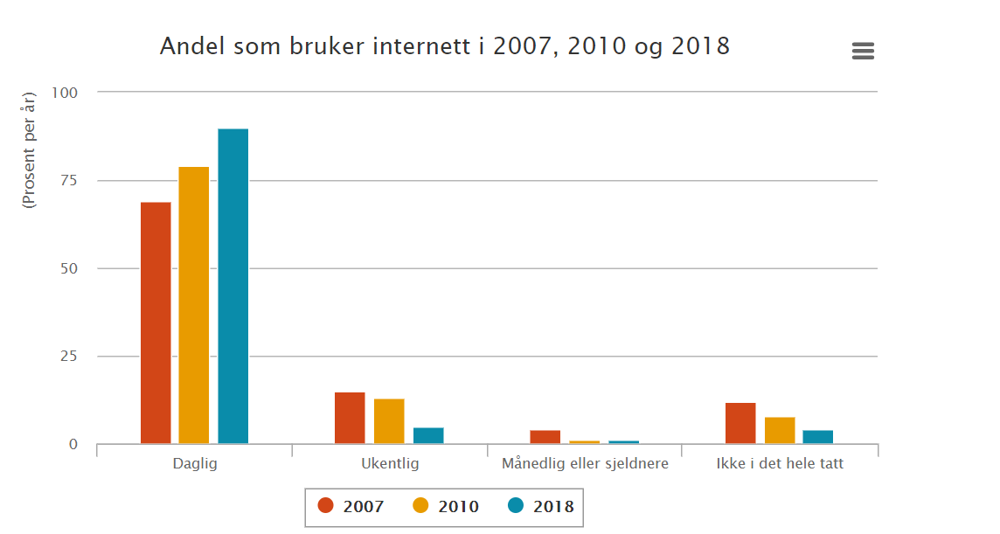 Andel som bruker internett i 2007, 2010 og 2018
(Prosent per år)
100
75
50
25
0
Daglig Ukentlig Månedlig eller sjeldnere Ikke i det hele tatt
2007 2010 2018